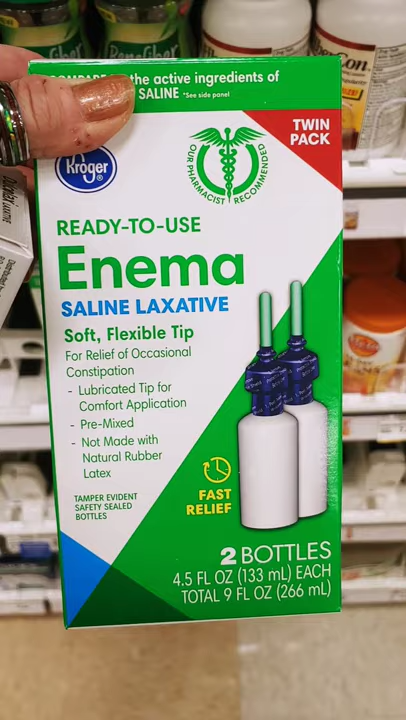 Benefiber
Benefiber
COMPARE the active ingredients of
SALINE *See side panel
TWIN
PACK
Kroger®
OUR PHARMACIST RECOMMENDED
READY-TO-USE
Enema
SALINE LAXATIVE
Soft, Flexible Tip
For Relief of Occasional
Constipation
- Lubricated Tip for
Comfort Application
- Pre-Mixed
- Not Made with
Natural Rubber
Latex
TAMPER EVIDENT
SAFETY SEALED
BOTTLES
FAST
RELIEF
2 BOTTLES
4.5 FL OZ (133 mL) EACH
TOTAL 9 FL OZ (266 mL)